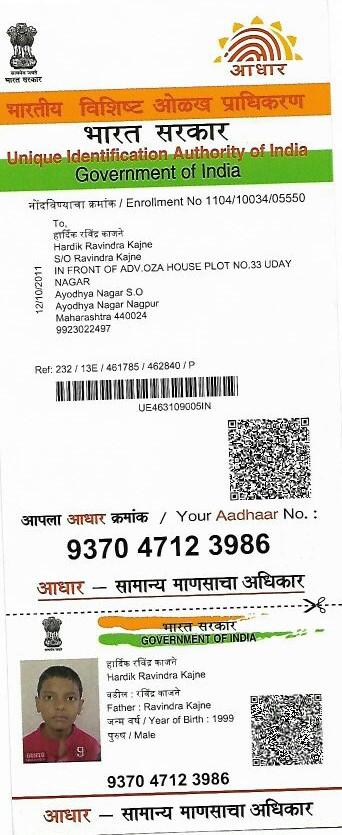 सत्यमेव जयते
भारत सरकार
आधार
भारतीय विशिष्ट ओळख प्राधिकरण
भारत सरकार
Unique Identification Authority of India
Government of India
नोंदविण्याचा क्रमांक / Enrollment No 1104/10034/05550
To,
हार्दिक रविंद्र काजने
Hardik Ravindra Kajne
S/O Ravindra Kajne
IN FRONT OF ADV.OZA HOUSE PLOT NO.33 UDAY
NAGAR
Ayodhya Nagar S.O
Ayodhya Nagar Nagpur
Maharashtra 440024
9923022497
12/10/2011
Ref: 232 / 13E / 461785 / 462840 / P
UE463109005IN
आपला आधार क्रमांक / Your Aadhaar No. :
9370 4712 3986
आधार – सामान्य माणसाचा अधिकार
भारत सरकार
GOVERNMENT OF INDIA
हार्दिक रविंद्र काजने
Hardik Ravindra Kajne
वडील : रविंद्र काजने
Father : Ravindra Kajne
जन्म वर्ष / Year of Birth : 1999
पुरुष / Male
9
9370 4712 3986
आधार – सामान्य माणसाचा अधिकार